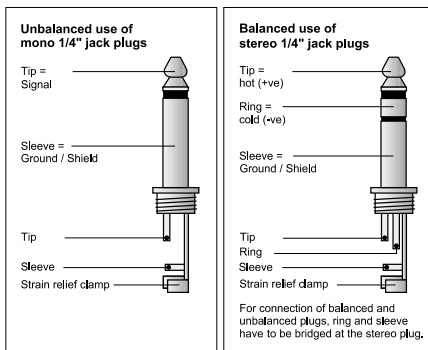 Unbalanced use of
mono 1/4" jack plugs
Tip =
Signal
Sleeve =
Ground / Shield
Tip
Sleeve
Strain relief clamp
Balanced use of
stereo 1/4" jack plugs
Tip =
hot (+ve)
Ring =
cold (-ve)
Sleeve =
Ground / Shield
Tip
Ring
Sleeve
Strain relief clamp
For connection of balanced and
unbalanced plugs, ring and sleeve
have to be bridged at the stereo plug.